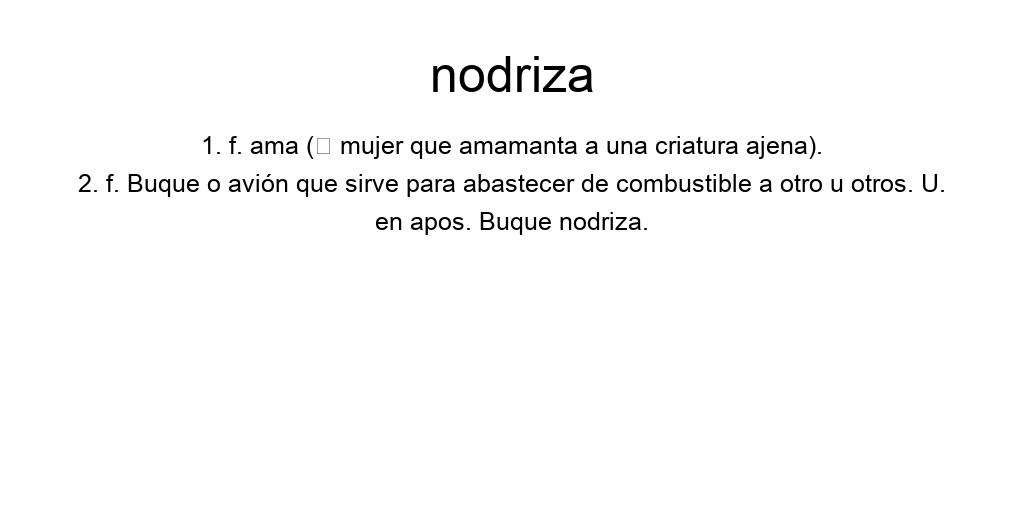 nodriza
1. f. ama (□ mujer que amamanta a una criatura ajena).
2. f. Buque o avión que sirve para abastecer de combustible a otro u otros. U.
en apos. Buque nodriza.